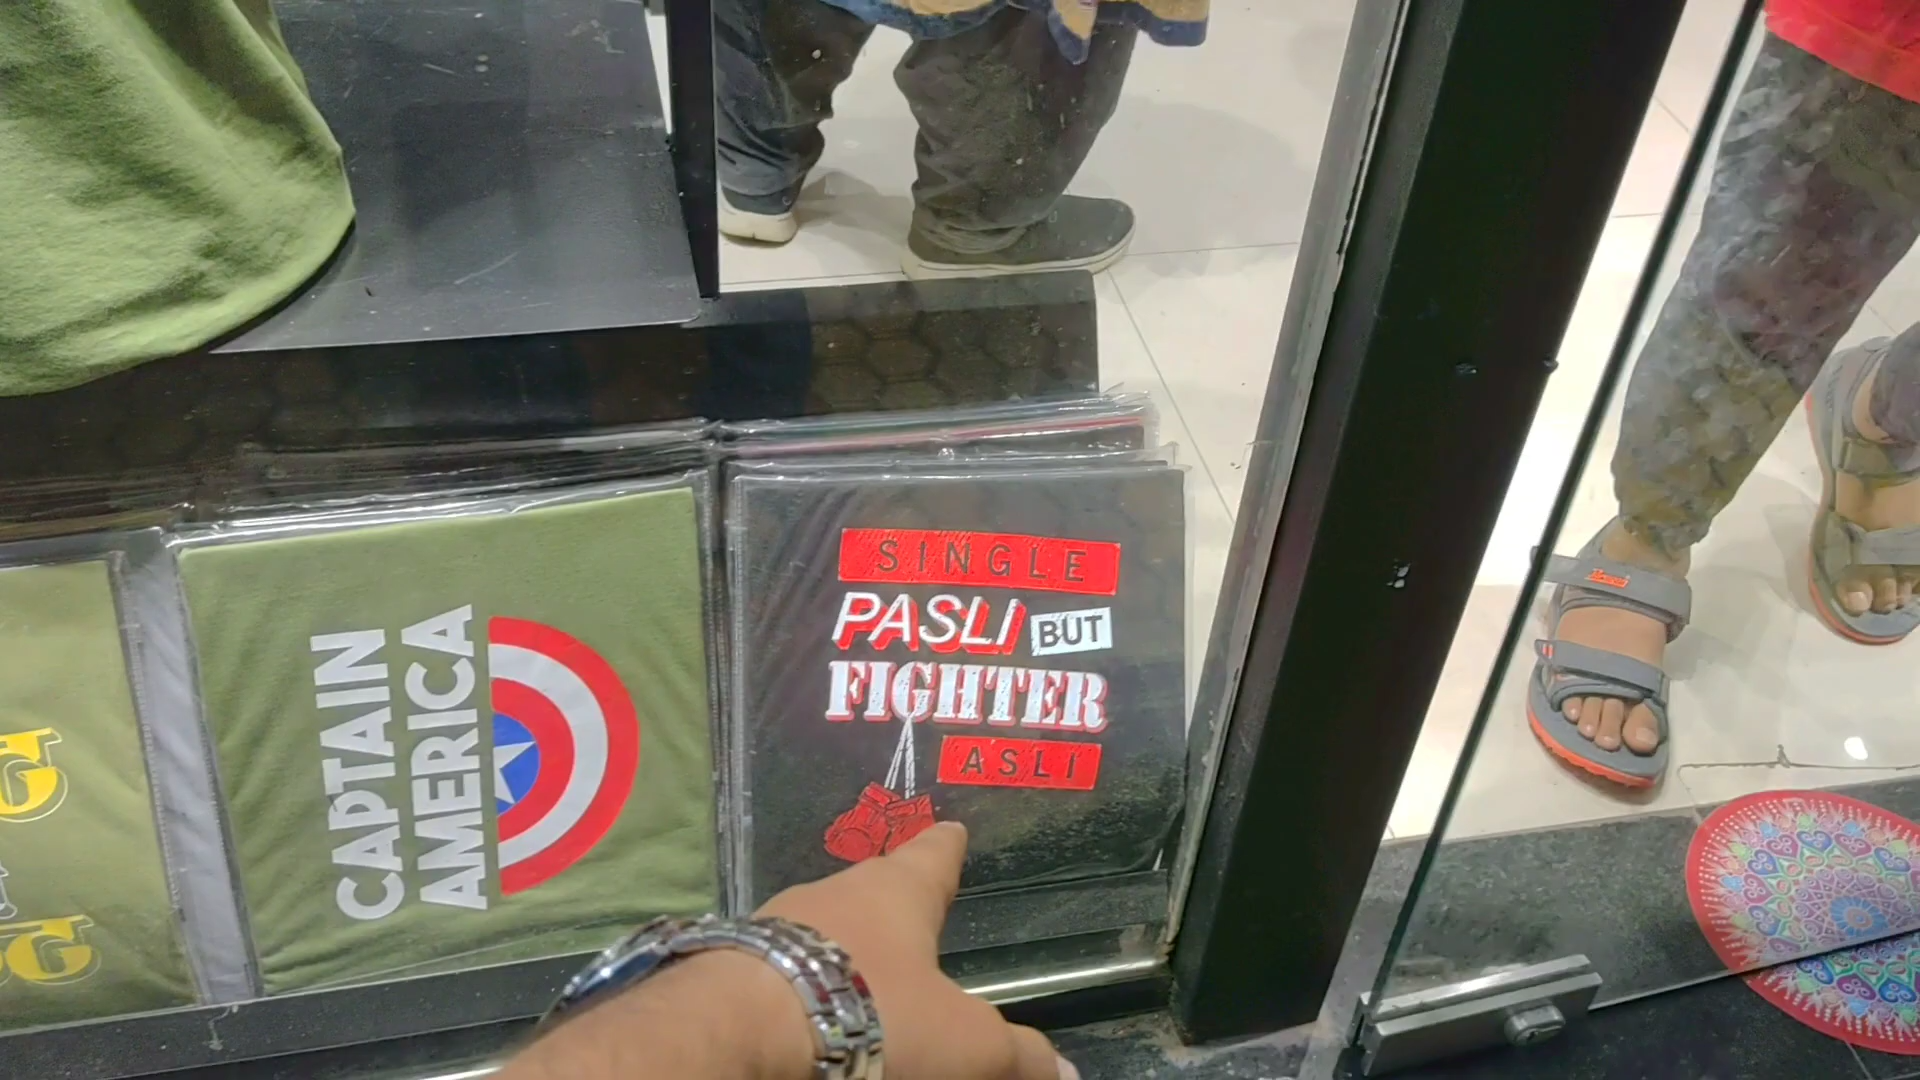 CAPTAIN
AMERICA
SINGLE
PASLI BUT
FIGHTER
ASLI